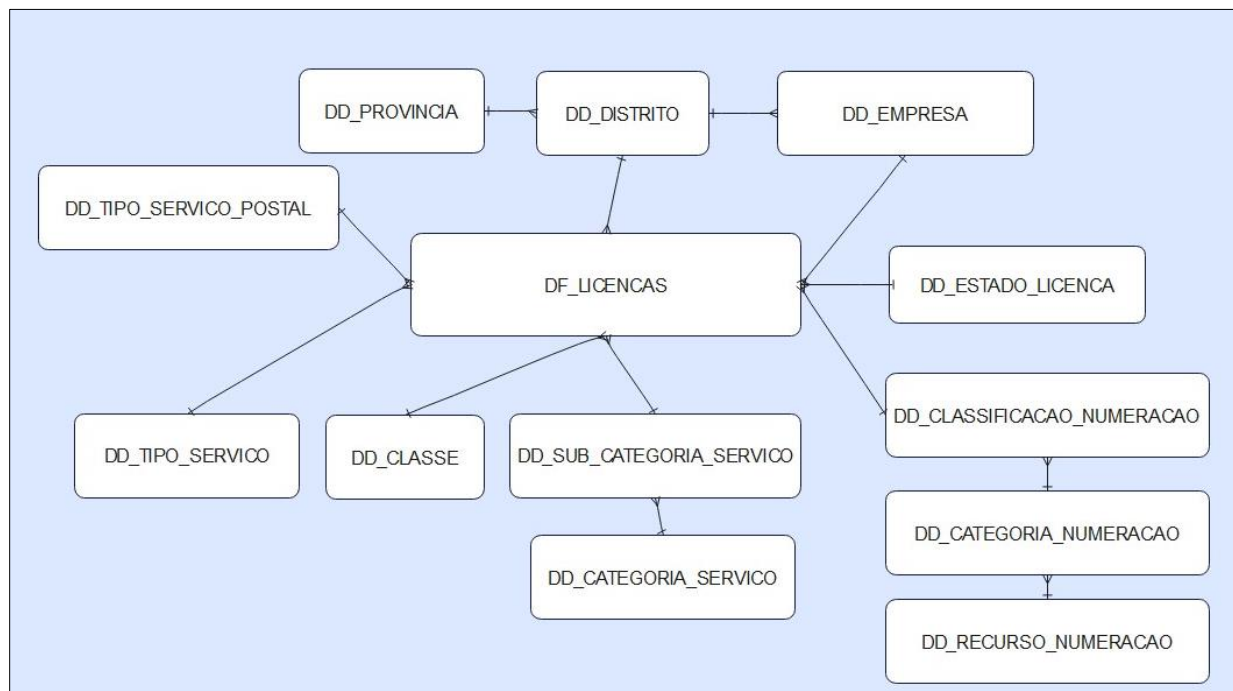 DD_PROVINCIA
DD_DISTRITO
DD_EMPRESA
DD_TIPO_SERVICO_POSTAL
DF_LICENCAS
DD_ESTADO_LICENCA
DD_TIPO_SERVICO
DD_CLASSE
DD_SUB_CATEGORIA_SERVICO
DD_CLASSIFICACAO_NUMERACAO
DD_CATEGORIA_SERVICO
DD_CATEGORIA_NUMERACAO
DD_RECURSO_NUMERACAO